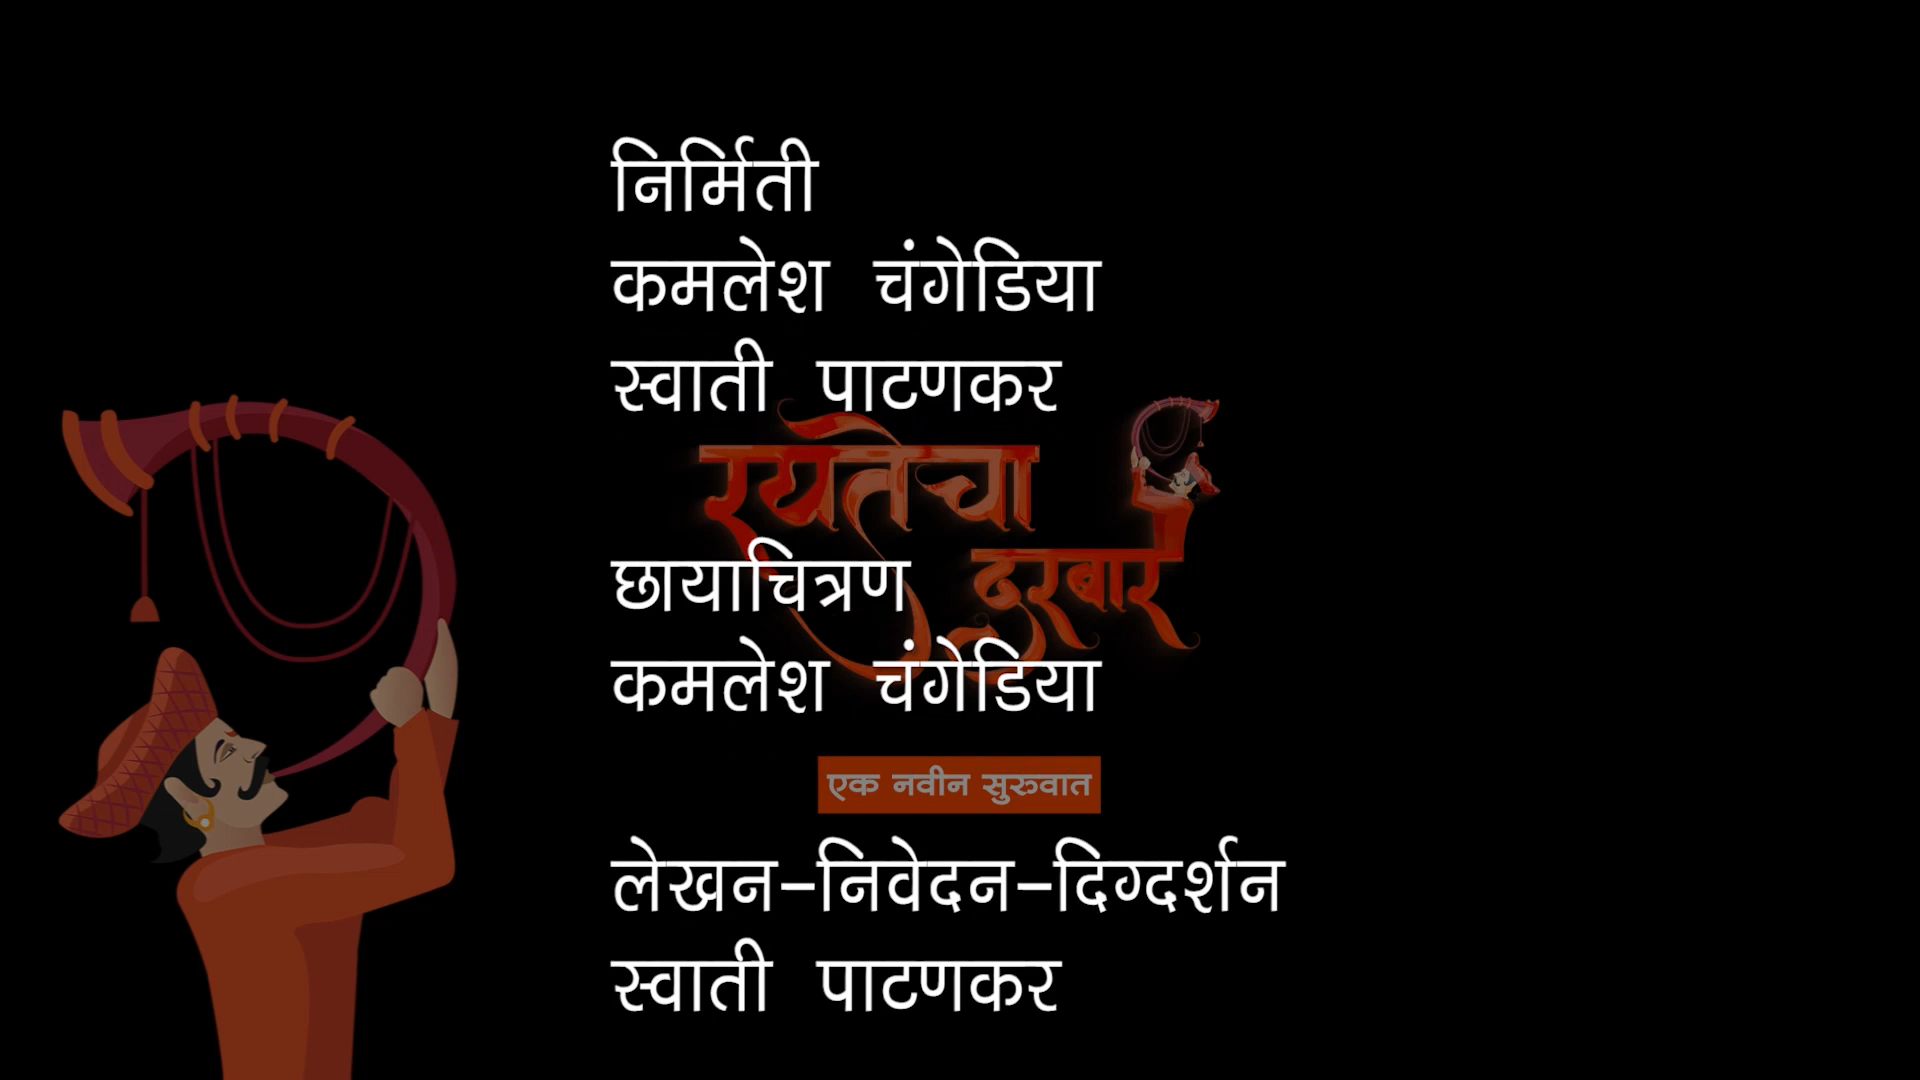 निर्मिती
कमलेश चंगेडिया
स्वाती पाटणकर
रयतेचा
दरबार
छायाचित्रण
कमलेश चंगेडिया
एक नवीन सुरुवात
लेखन–निवेदन–दिग्दर्शन
स्वाती पाटणकर